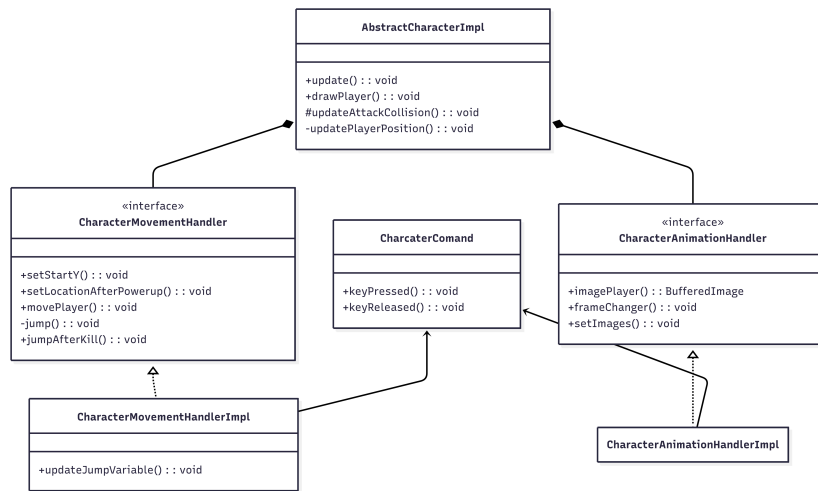 AbstractCharacterImpl
+update() : : void
+drawPlayer() : : void
#updateAttackCollision() : : void
-updatePlayerPosition() : : void
«interface»
CharacterMovementHandler
+setStartY() : : void
+setLocationAfterPowerup() : : void
+movePlayer() : : void
-jump() : : void
+jumpAfterKill() : : void
CharcaterComand
+keyPressed() : : void
+keyReleased() : : void
«interface»
CharacterAnimationHandler
+imagePlayer() : : BufferedImage
+frameChanger() : : void
+setImages() : : void
CharacterMovementHandlerImpl
+updateJumpVariable() : : void
CharacterAnimationHandlerImpl